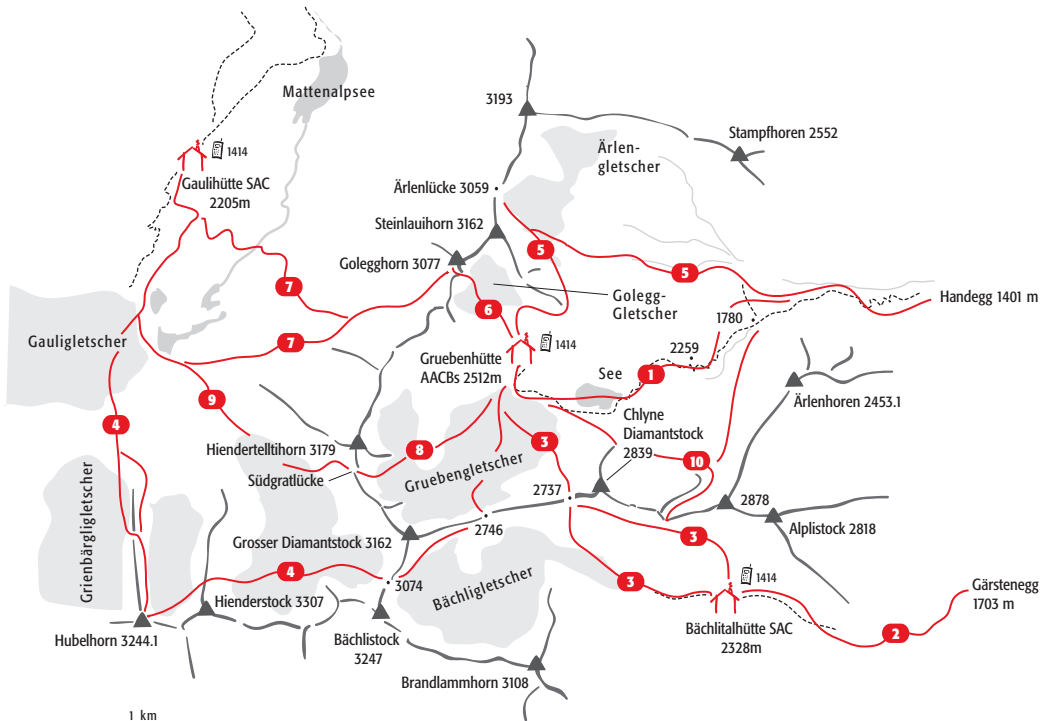 Mattenalpsee
3193
Stampfhoren 2552
Ärlen-
gletscher
1414
Gaulihütte SAC
2205m
Ärlenlücke 3059
Steinlauihorn 3162
5
5
Golegghorn 3077
7
Golegg-
Gletscher
Handegg 1401 m
6
1780
Gauligletscher
7
1414
Gruebenhütte
AACBs 2512m
2259
See
1
9
Ärlenhoren 2453.1
4
Chlyne
Diamantstock
2839
Hiendertelltihorn 3179
8
3
10
Südgratlücke
Gruebengletscher
2737
2878
Grienbärgligletscher
2746
Alplistock 2818
Grosser Diamantstock 3162
3
4
3074
Bächligletscher
3
1414
Gärstenegg
1703 m
Hienderstock 3307
Hubelhorn 3244.1
Bächlistock
3247
Bächlitalhütte SAC
2328m
2
Brandlammhorn 3108
1 km